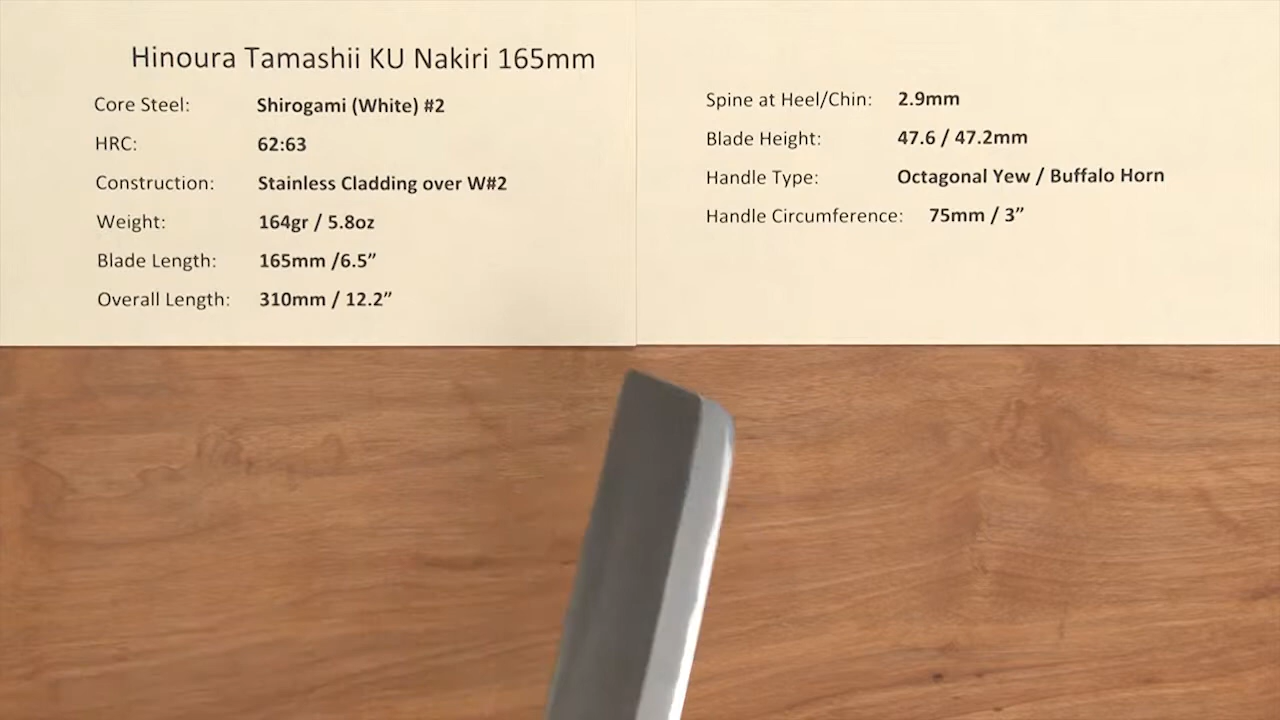 Hinoura Tamashii KU Nakiri 165mm
Core Steel: Shirogami (White) #2
HRC: 62:63
Construction: Stainless Cladding over W#2
Weight: 164gr / 5.8oz
Blade Length: 165mm /6.5”
Overall Length: 310mm / 12.2”
Spine at Heel/Chin: 2.9mm
Blade Height: 47.6 / 47.2mm
Handle Type: Octagonal Yew / Buffalo Horn
Handle Circumference: 75mm / 3”